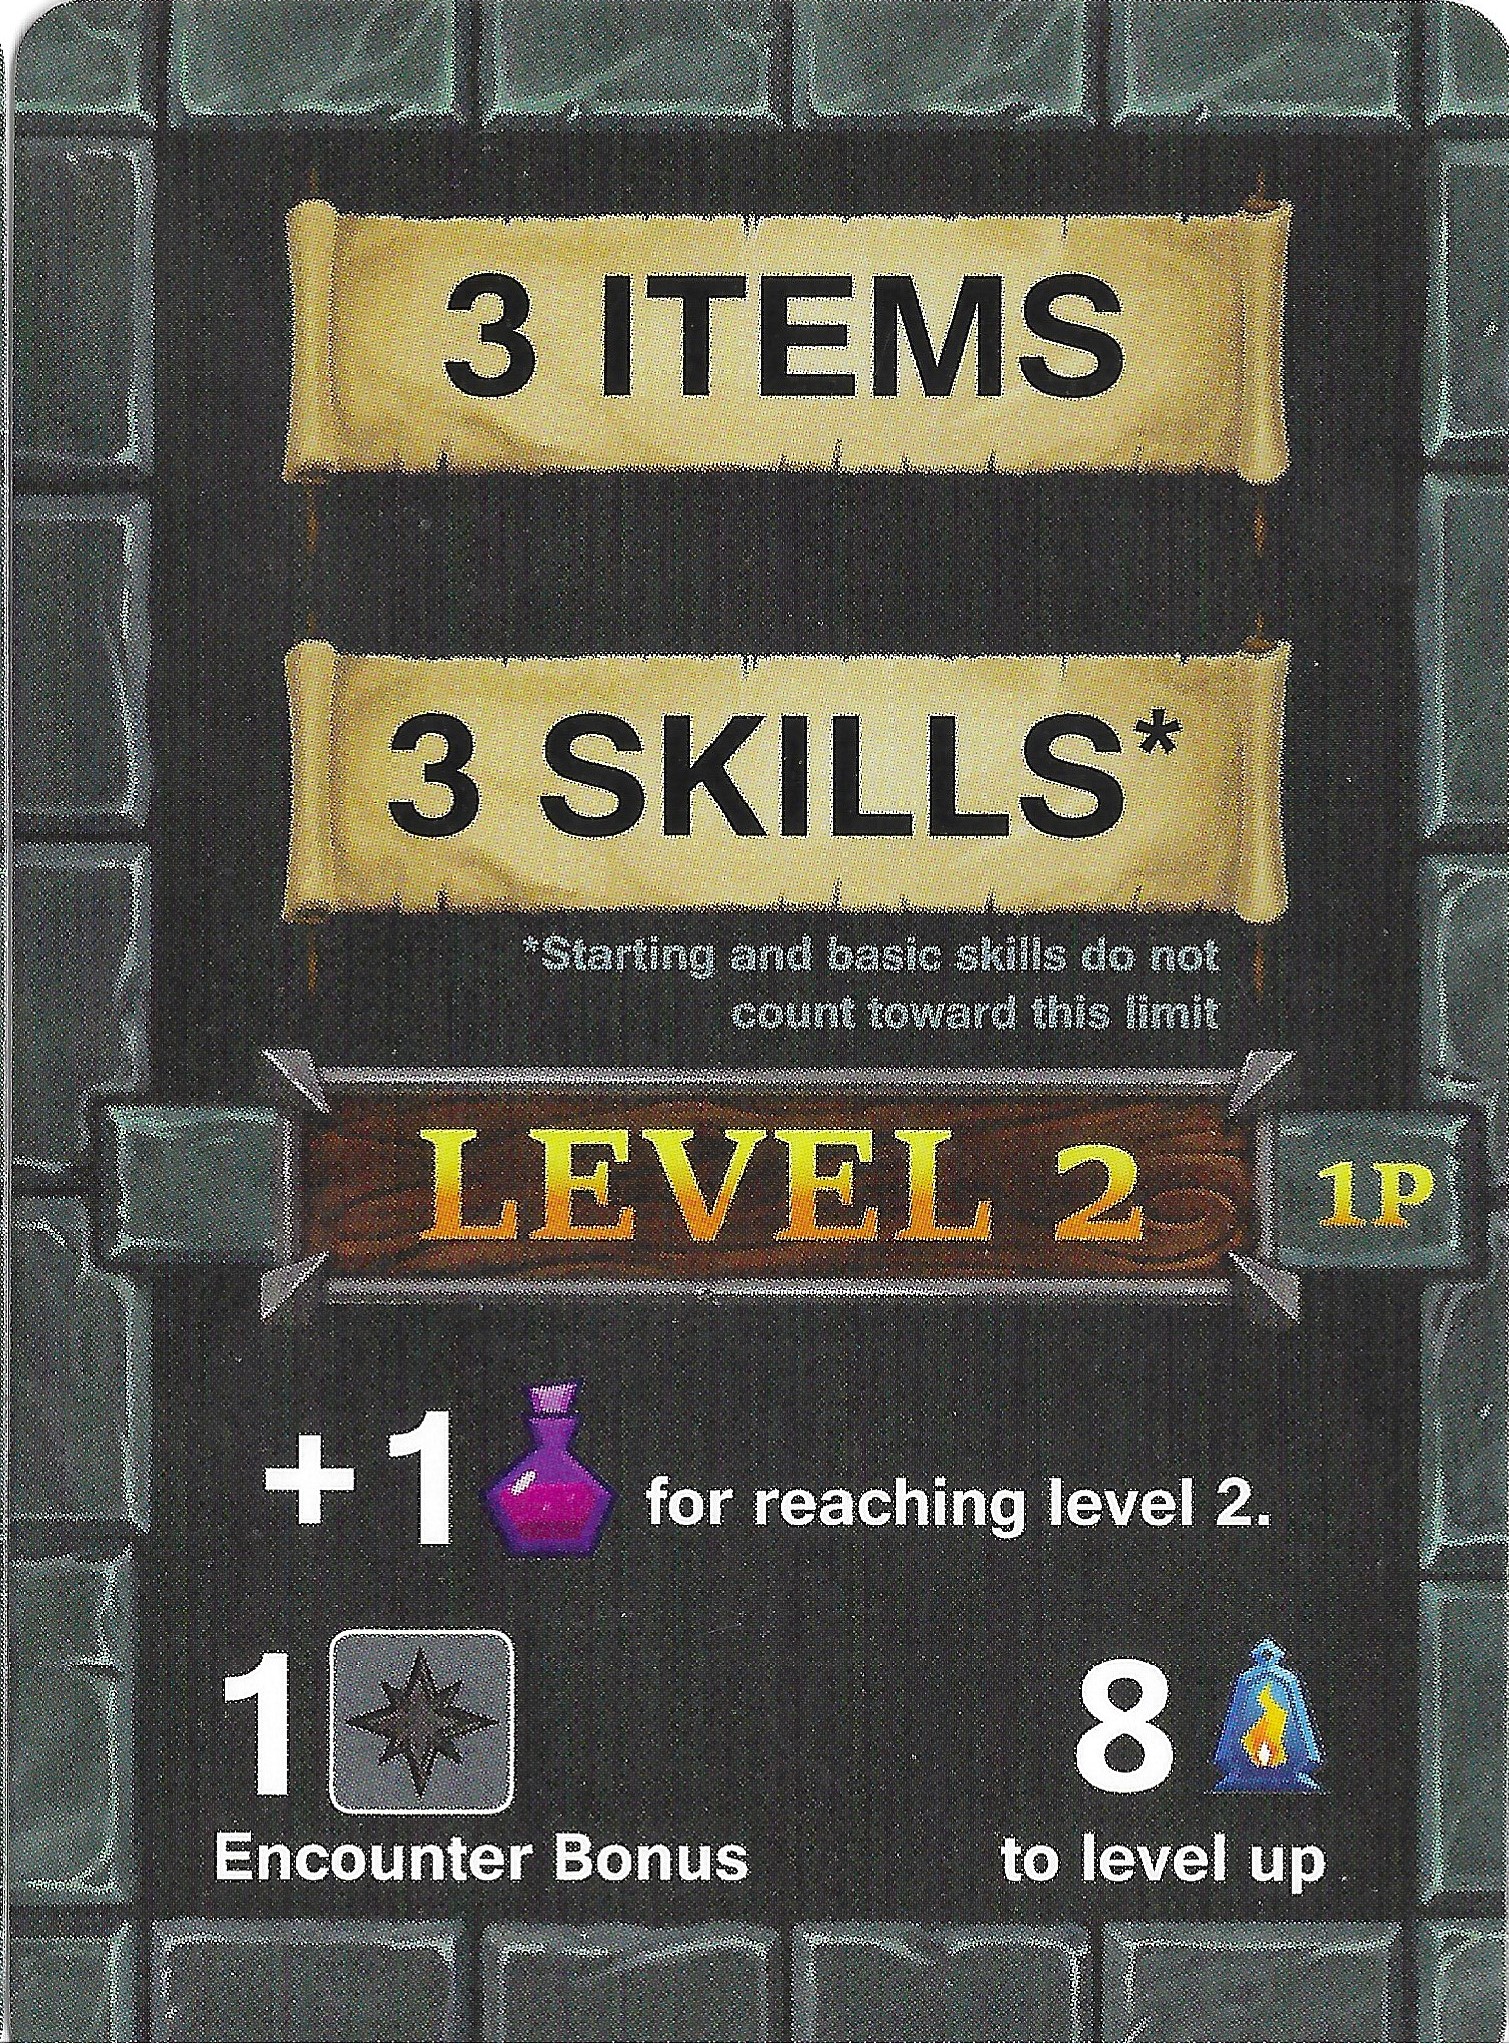 3 ITEMS
3 SKILLS*
*Starting and basic skills do not
count toward this limit
LEVEL 2
1P
+1 for reaching level 2.
1
8
Encounter Bonus
to level up